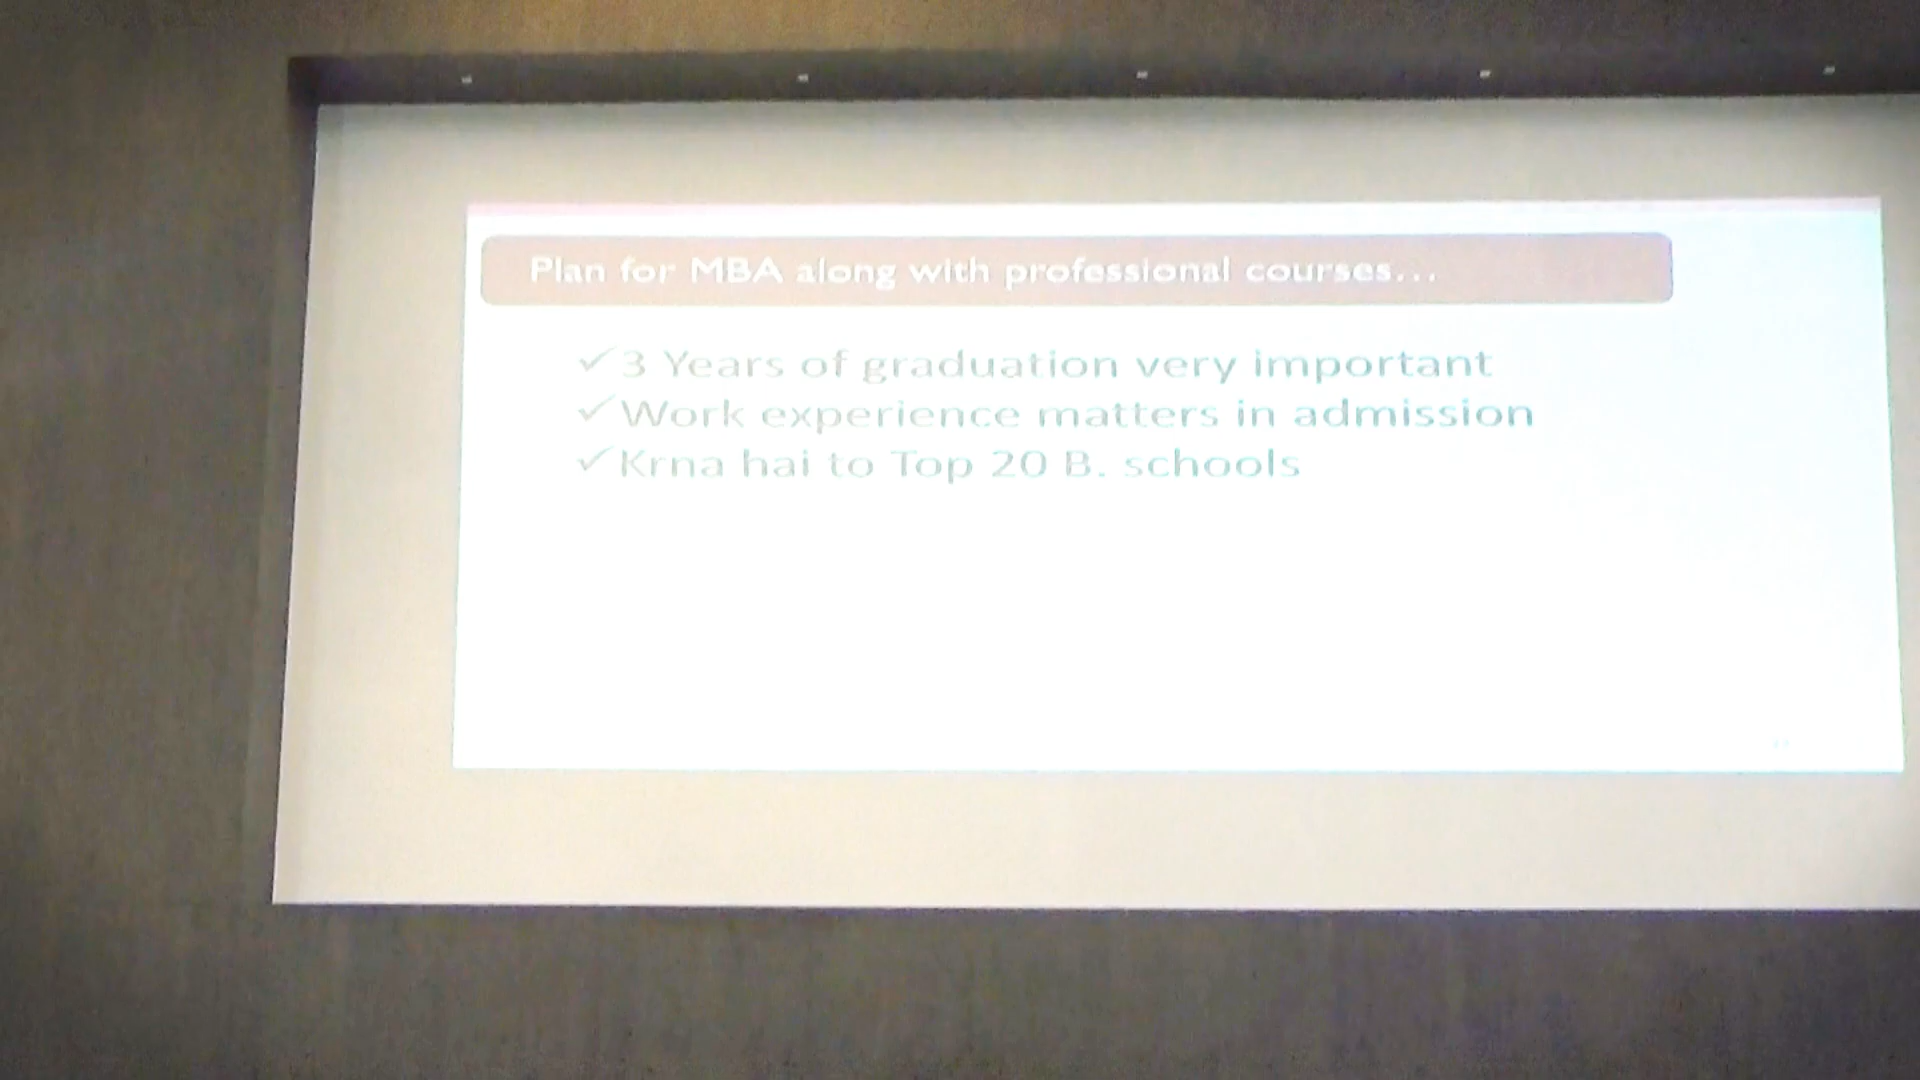 Plan for MBA along with professional courses...
✓3 Years of graduation very important
✓Work experience matters in admission
✓Krna hai to Top 20 B. schools